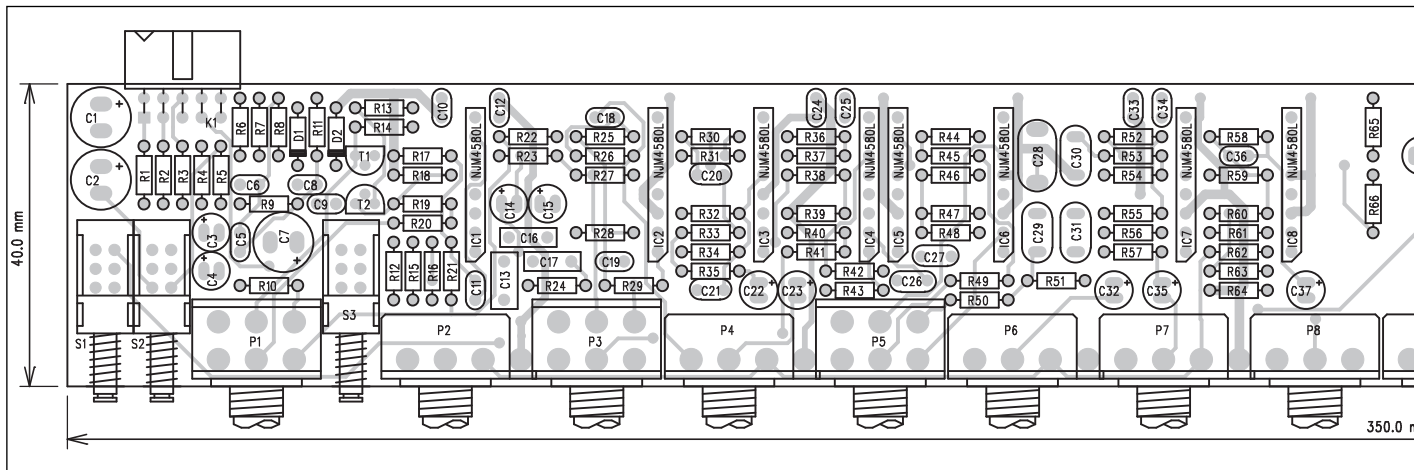 C1
+
K1
R6
R7
R8
D1
R11
D2
R13
R14
C10
C12
C18
C24
C25
C33
C34
R65
T1
R17
R18
NJM4580L
R22
R23
R25
R26
R27
NJM4580L
R30
R31
C20
NJM4580L
R36
R37
R38
NJM4580L
NJM4580L
R44
R45
R46
NJM4580L
C28
C30
R52
R53
R54
NJM4580L
R58
C36
R59
NJM4580L
C2
+
R1
R2
R3
R4
R5
C6
C8
R9
C9
T2
R19
R20
C14
+
C15
+
C16
R28
R32
R33
R34
R35
R39
R40
R41
R47
R48
C27
C29
C31
R55
R56
R57
R60
R61
R62
R63
R64
R66
C3
+
C4
+
C5
C7
+
R10
R12
R15
R16
R21
IC1
C11
C13
C17
R24
C19
R29
IC2
C21
IC3
C22
+
C23
+
R42
R43
IC4
IC5
C26
R49
R50
IC6
R51
C32
+
C35
+
IC7
IC8
C37
+
40.0 mm
S1
S2
P1
S3
P2
P3
P4
P5
P6
P7
P8
350.0 m